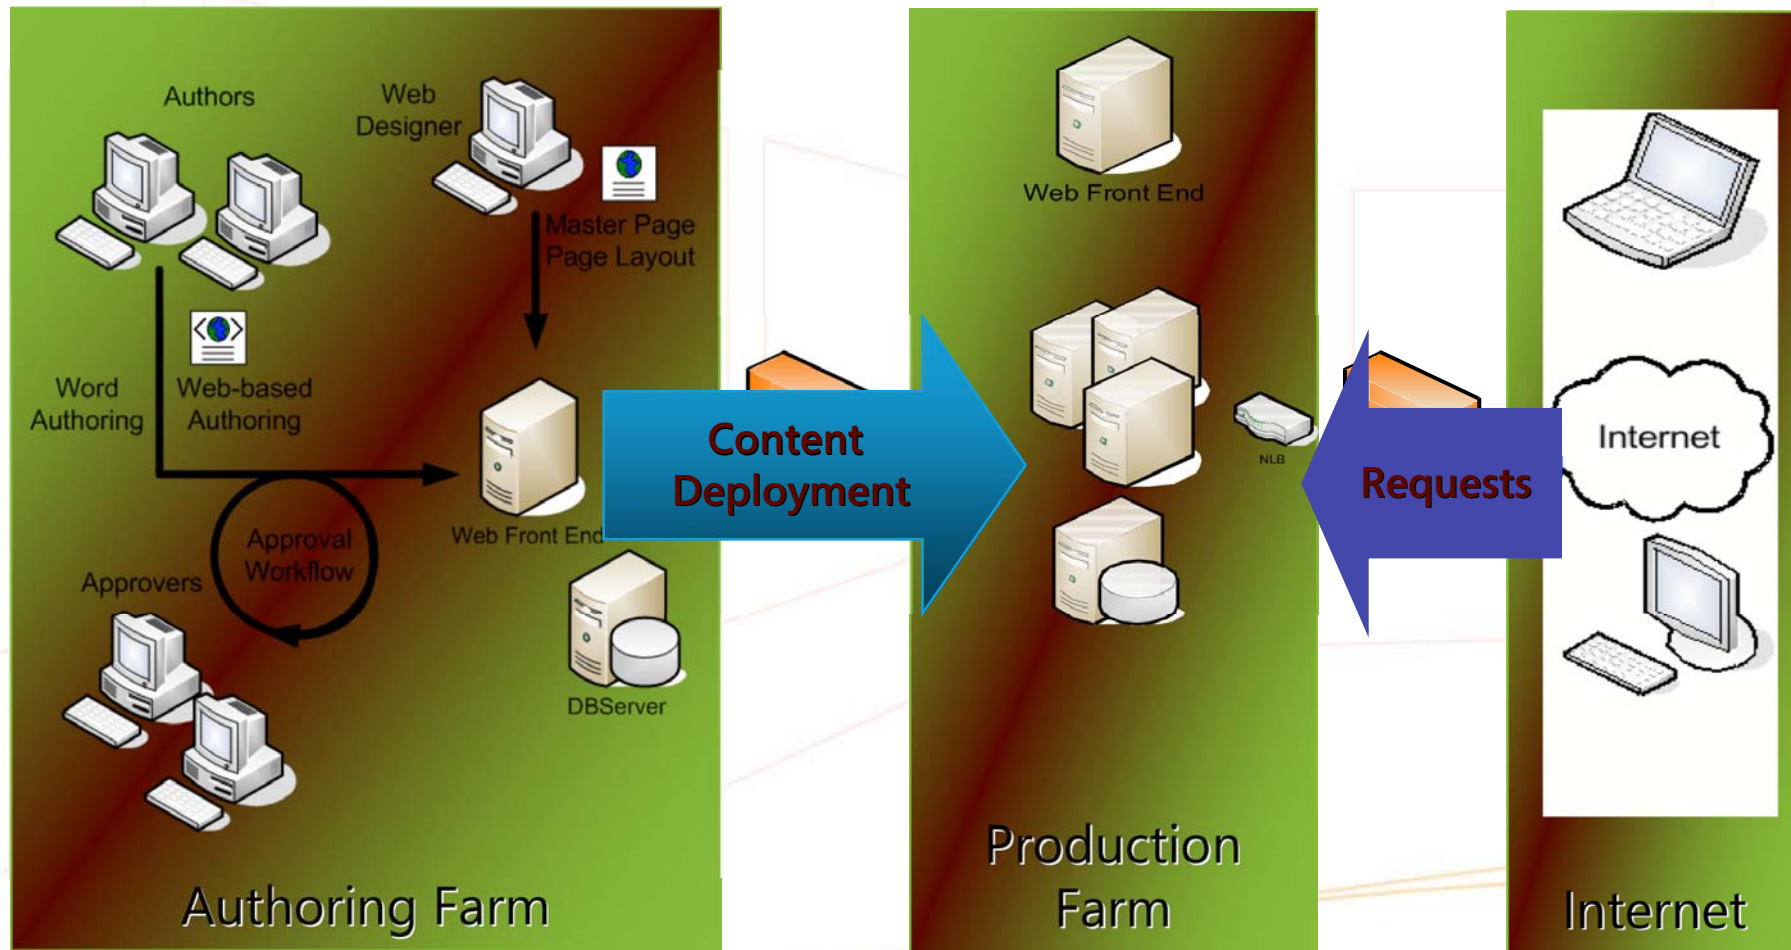 Authors
Web
Designer
Master Page
Page Layout
Word
Authoring
Web-based
Authoring
Approval
Workflow
Approvers
Web Front End
DBServer
Authoring Farm
Content
Deployment
Web Front End
NLB
Production
Farm
Requests
Internet
Internet